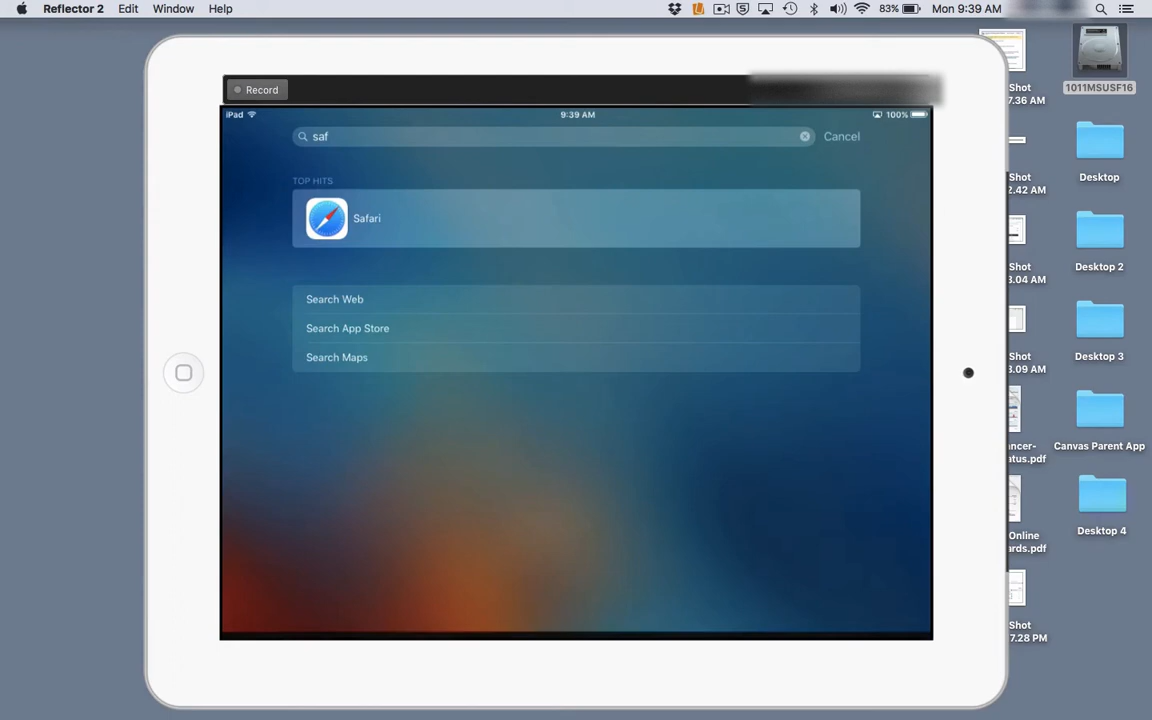 Reflector 2 Edit Window Help 83% Mon 9:39 AM
Record
iPad 9:39 AM 100%
saf Cancel
TOP HITS
Safari
Search Web
Search App Store
Search Maps
Shot
7.36 AM
1011MSUSF16
Shot
2.42 AM
Desktop
Shot
3.04 AM
Desktop 2
Shot
3.09 AM
Desktop 3
ncer-
atus.pdf
Canvas Parent App
Online
rds.pdf
Desktop 4
Shot
7.28 PM